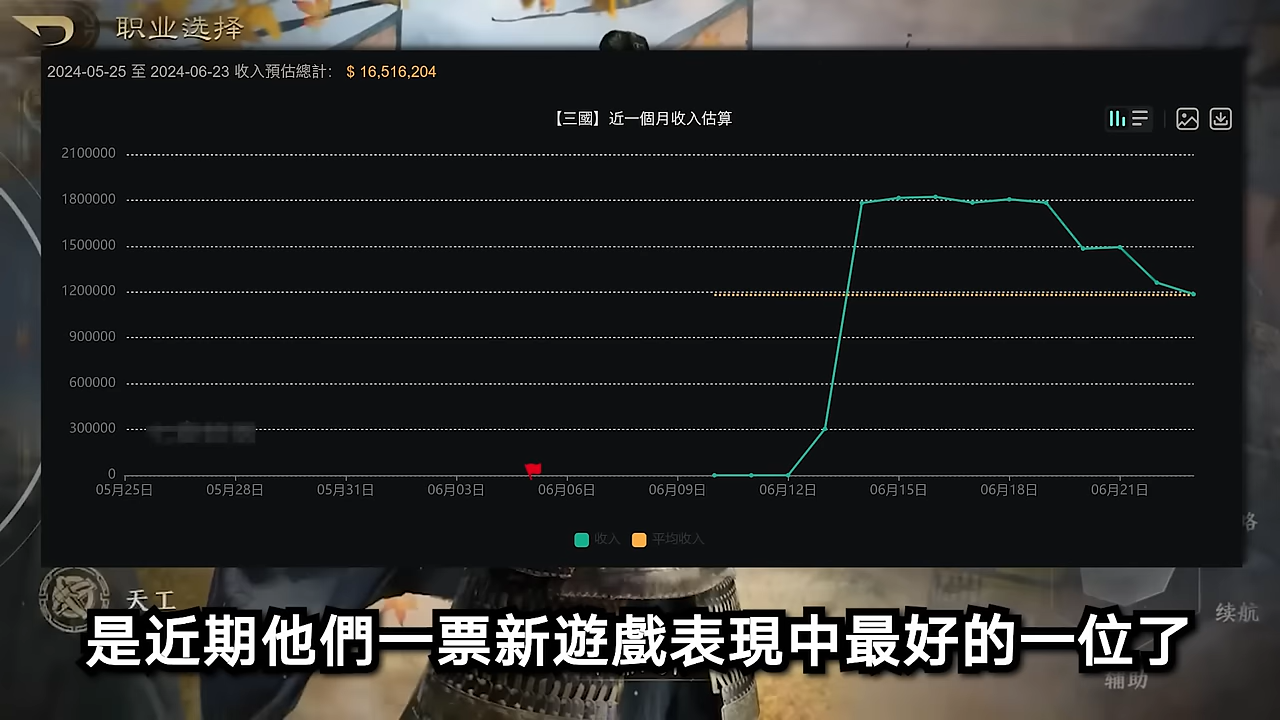 职业选择
2024-05-25 至 2024-06-23 收入預估總計： $ 16,516,204
【三國】近一個月收入估算
2100000
1800000
1500000
1200000
900000
600000
300000
0
05月25日 05月28日 05月31日 06月03日 06月06日 06月09日 06月12日 06月15日 06月18日 06月21日
收入 平均收入
略
天工
续航
是近期他們一票新遊戲表現中最好的一位了
辅助